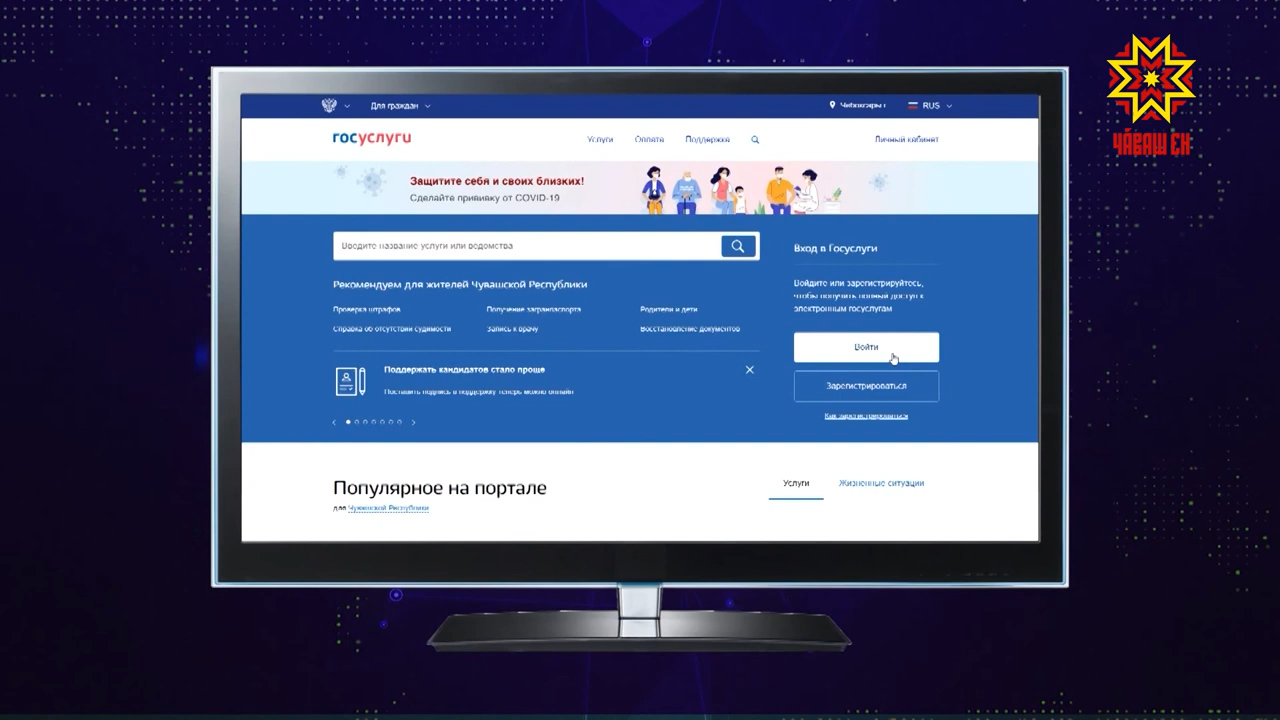 Для граждан
Чебоксары
RUS
госуслуги
Услуги
Оплата
Поддержка
Личный кабинет
Защитите себя и своих близких!
Сделайте прививку от COVID-19
Введите название услуги или ведомства
Рекомендуем для жителей Чувашской Республики
Проверка штрафов
Получение загранпаспорта
Родители и дети
Справка об отсутствии судимости
Запись к врачу
Восстановление документов
Поддержать кандидатов стало проще
Поставить подпись в поддержку теперь можно онлайн
Вход в Госуслуги
Войдите или зарегистрируйтесь,
чтобы получить полный доступ к
электронным госуслугам
Войти
Зарегистрироваться
Как зарегистрироваться
Популярное на портале
для Чувашской Республики
Услуги
Жизненные ситуации
ЧӐВАШ ЕН